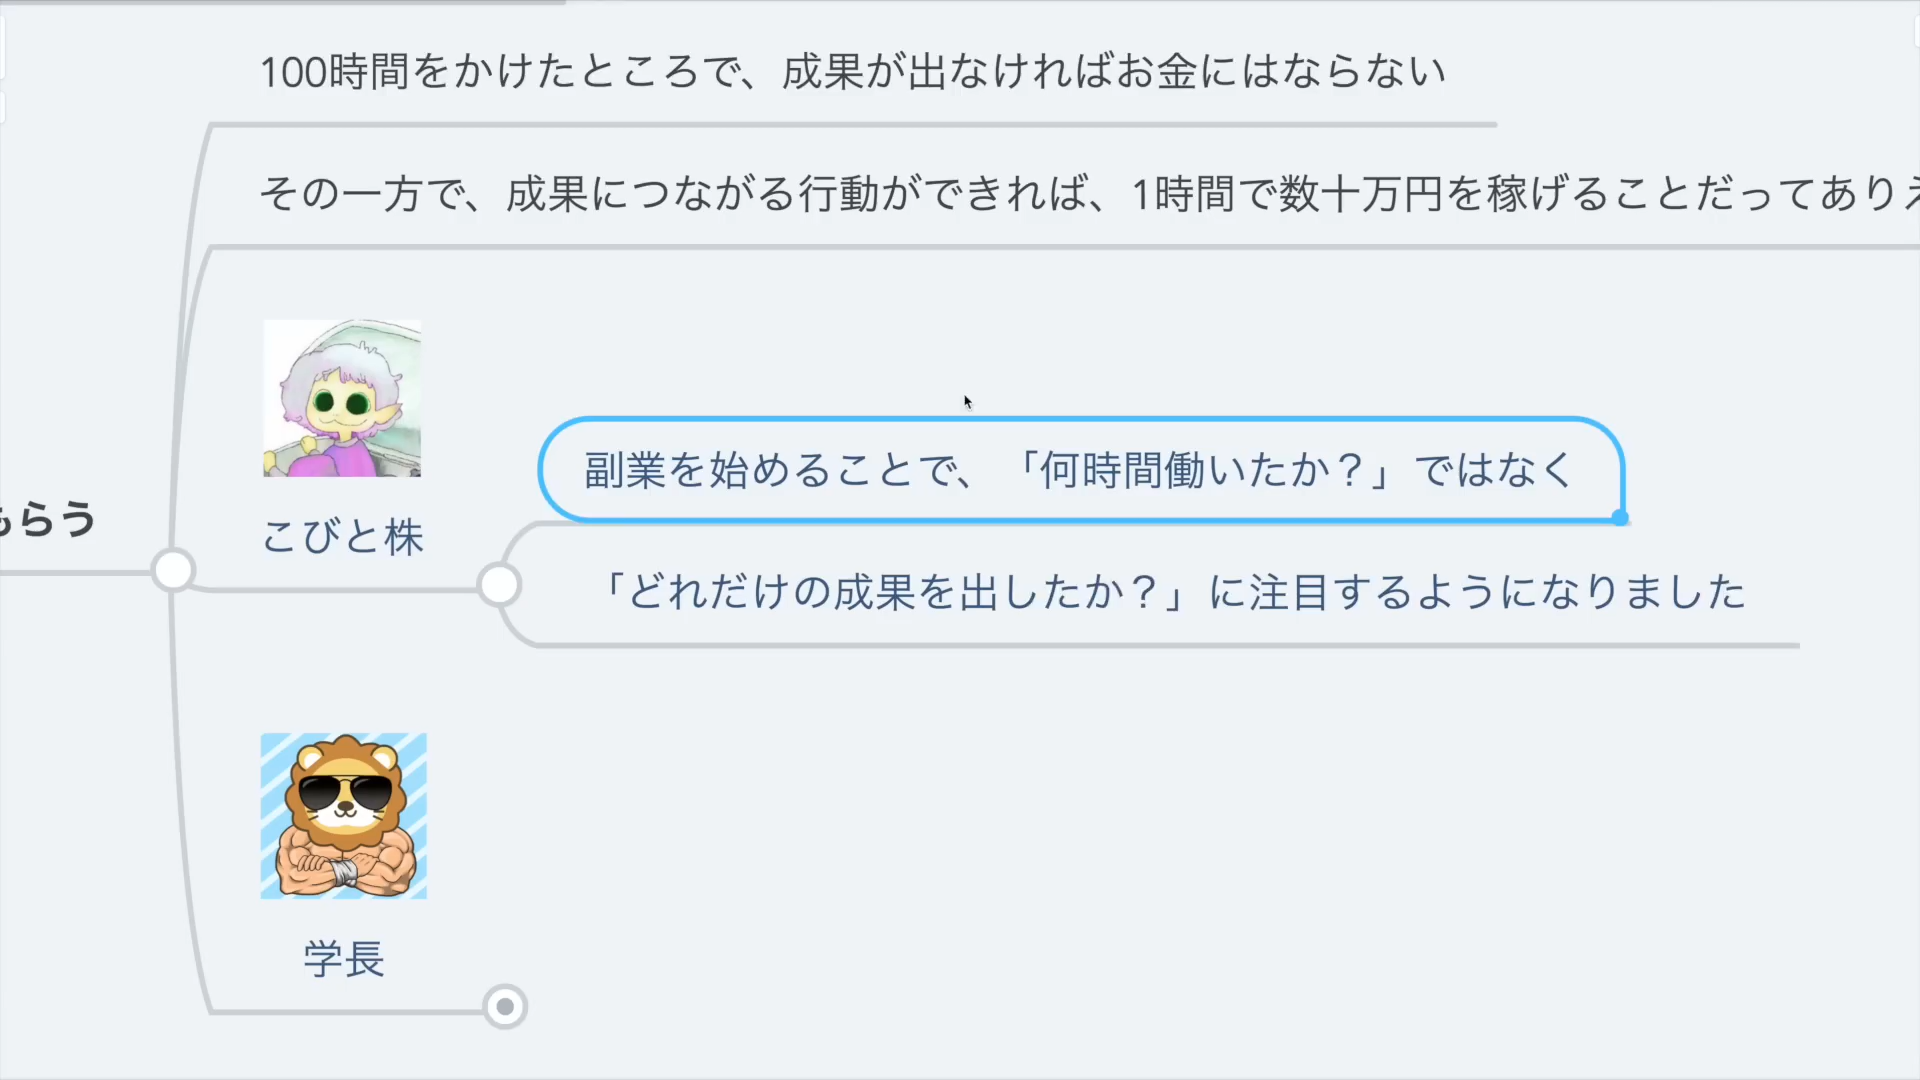 100時間をかけたところで、成果が出なければお金にはならない
その一方で、成果につながる行動ができれば、1時間で数十万円を稼げることだってあり
副業を始めることで、「何時間働いたか？」ではなく
もらう
こびと株
「どれだけの成果を出したか？」に注目するようになりました
学長